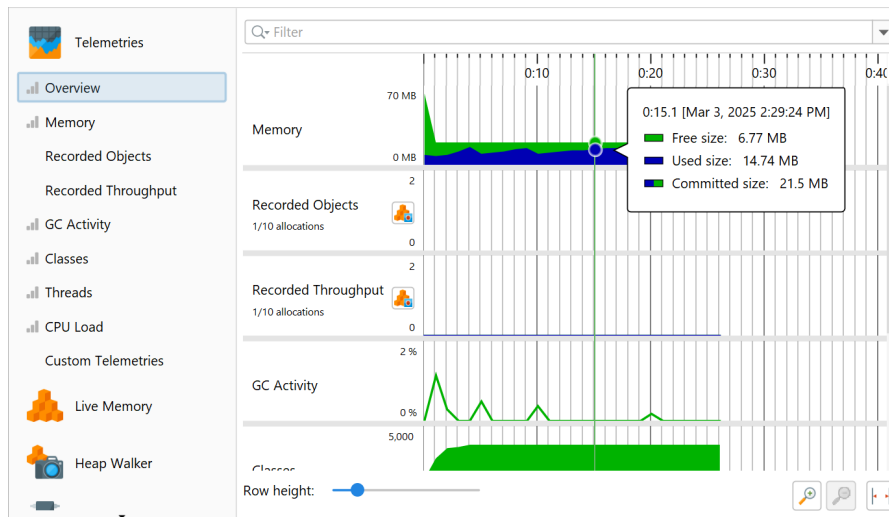 Telemetries
Overview
Memory
Recorded Objects
Recorded Throughput
GC Activity
Classes
Threads
CPU Load
Custom Telemetries
Live Memory
Heap Walker
Filter
0:10
0:20
0:30
0:40
Memory
70 MB
0 MB
0:15.1 [Mar 3, 2025 2:29:24 PM]
Free size: 6.77 MB
Used size: 14.74 MB
Committed size: 21.5 MB
Recorded Objects
1/10 allocations
2
0
Recorded Throughput
1/10 allocations
2
0
GC Activity
2 %
0 %
Classes
5,000
Row height: